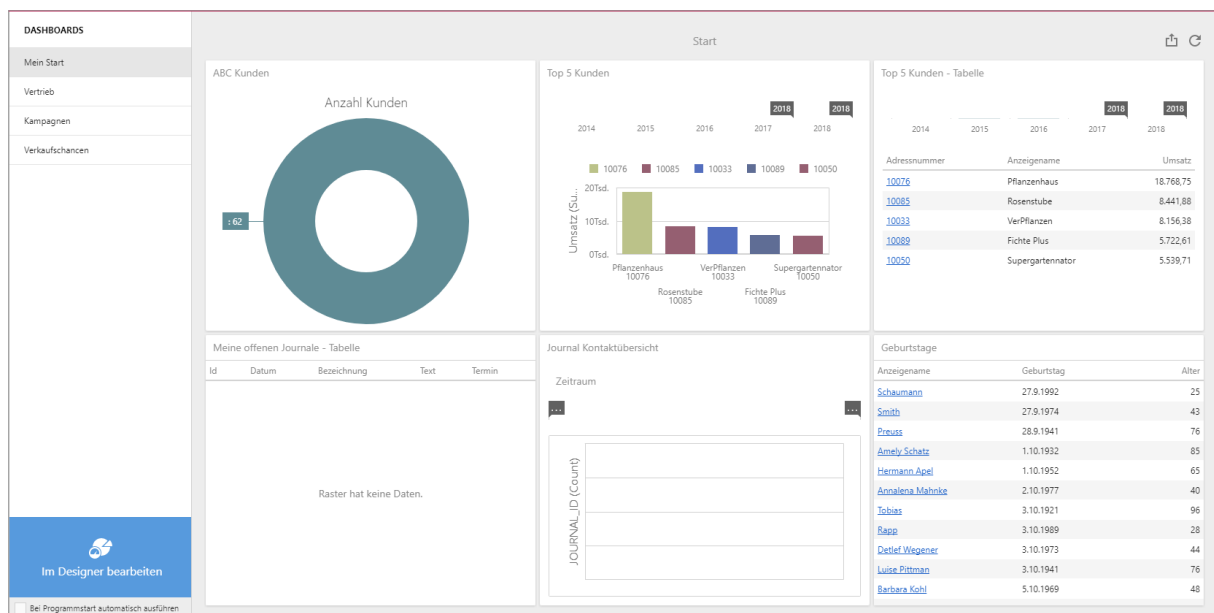 DASHBOARDS
Mein Start
Vertrieb
Kampagnen
Verkaufschancen
Im Designer bearbeiten
Bei Programmstart automatisch ausführen
Start
ABC Kunden
Anzahl Kunden
: 62
Top 5 Kunden
2018 2018
2014 2015 2016 2017 2018
10076 10085 10033 10089 10050
Umsatz (Su...
20Tsd.
10Tsd.
0Tsd.
Pflanzenhaus VerPflanzen Supergartennator
10076 10033 10050
Rosenstube Fichte Plus
10085 10089
Top 5 Kunden - Tabelle
2018 2018
2014 2015 2016 2017 2018
Adressnummer Anzeigename Umsatz
10076 Pflanzenhaus 18.768,75
10085 Rosenstube 8.441,88
10033 VerPflanzen 8.156,38
10089 Fichte Plus 5.722,61
10050 Supergartennator 5.539,71
Meine offenen Journale - Tabelle
Id Datum Bezeichnung Text Termin
Raster hat keine Daten.
Journal Kontaktübersicht
Zeitraum
... ...
JOURNAL_ID (Count)
Geburtstage
Anzeigename Geburtstag Alter
Schaumann 27.9.1992 25
Smith 27.9.1974 43
Preuss 28.9.1941 76
Amely Schatz 1.10.1932 85
Hermann Apel 1.10.1952 65
Annalena Mahnke 2.10.1977 40
Tobias 3.10.1921 96
Rapp 3.10.1989 28
Detlef Wegener 3.10.1973 44
Luise Pittman 3.10.1941 76
Barbara Kohl 5.10.1969 48